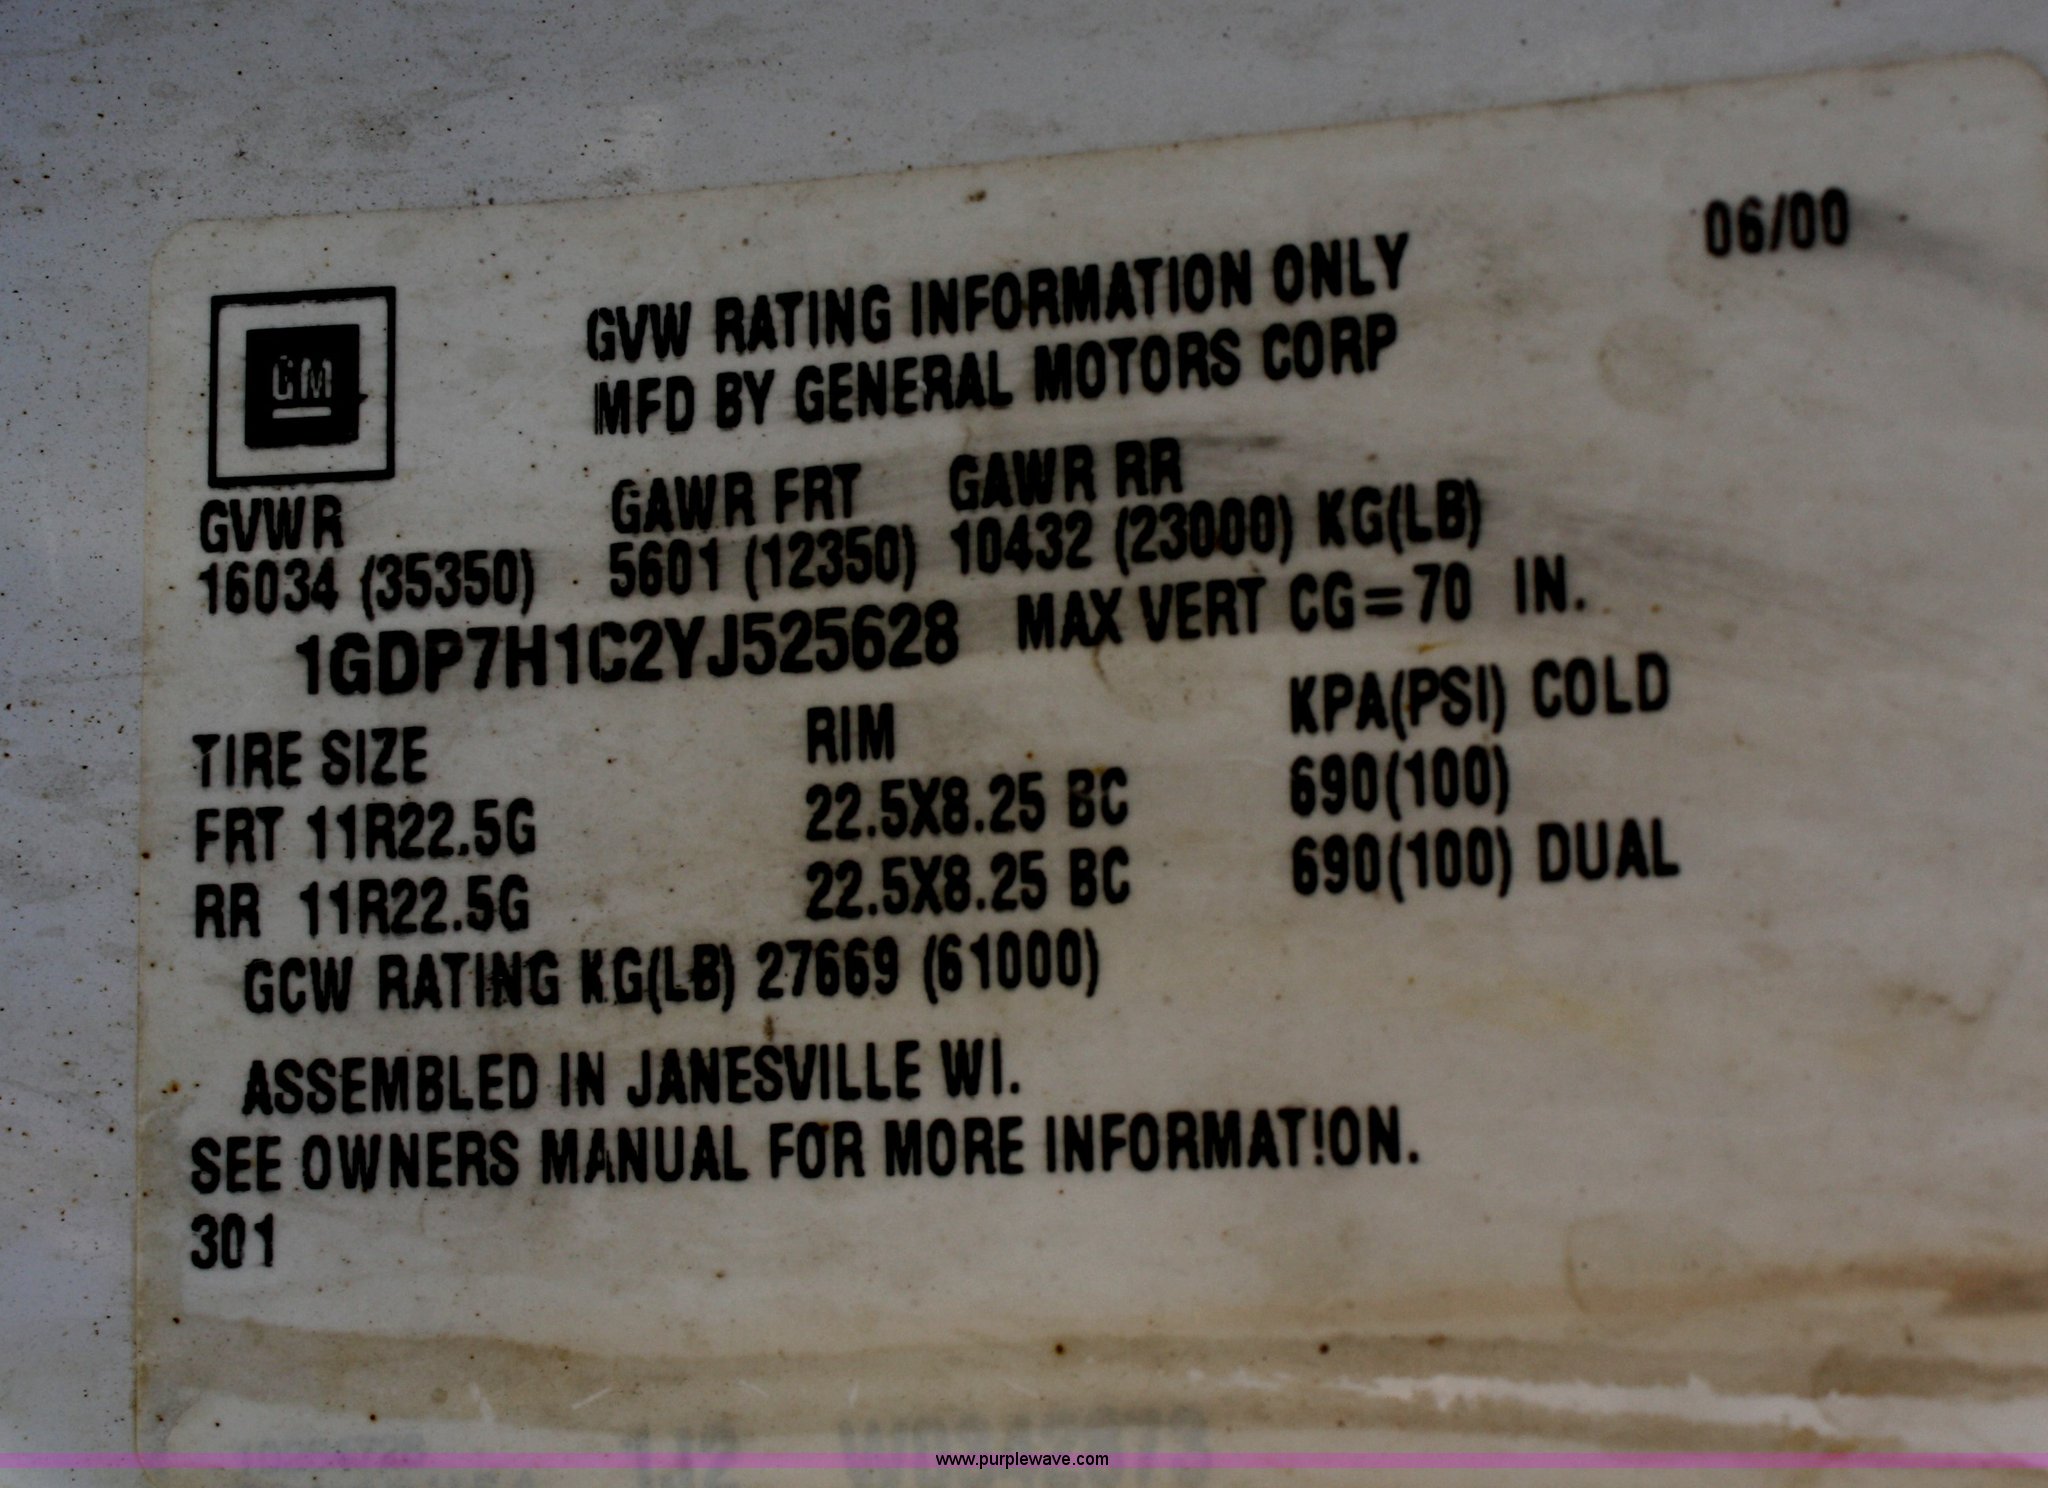 06/00
GM
GVW RATING INFORMATION ONLY
MFD BY GENERAL MOTORS CORP
GVWR GAWR FRT GAWR RR
16034 (35350) 5601 (12350) 10432 (23000) KG(LB)
1GDP7H1C2YJ525628 MAX VERT CG=70 IN.
TIRE SIZE RIM KPA(PSI) COLD
FRT 11R22.5G 22.5X8.25 BC 690(100)
RR 11R22.5G 22.5X8.25 BC 690(100) DUAL
GCW RATING KG(LB) 27669 (61000)
ASSEMBLED IN JANESVILLE WI.
SEE OWNERS MANUAL FOR MORE INFORMAT!ON.
301
www.purplewave.com